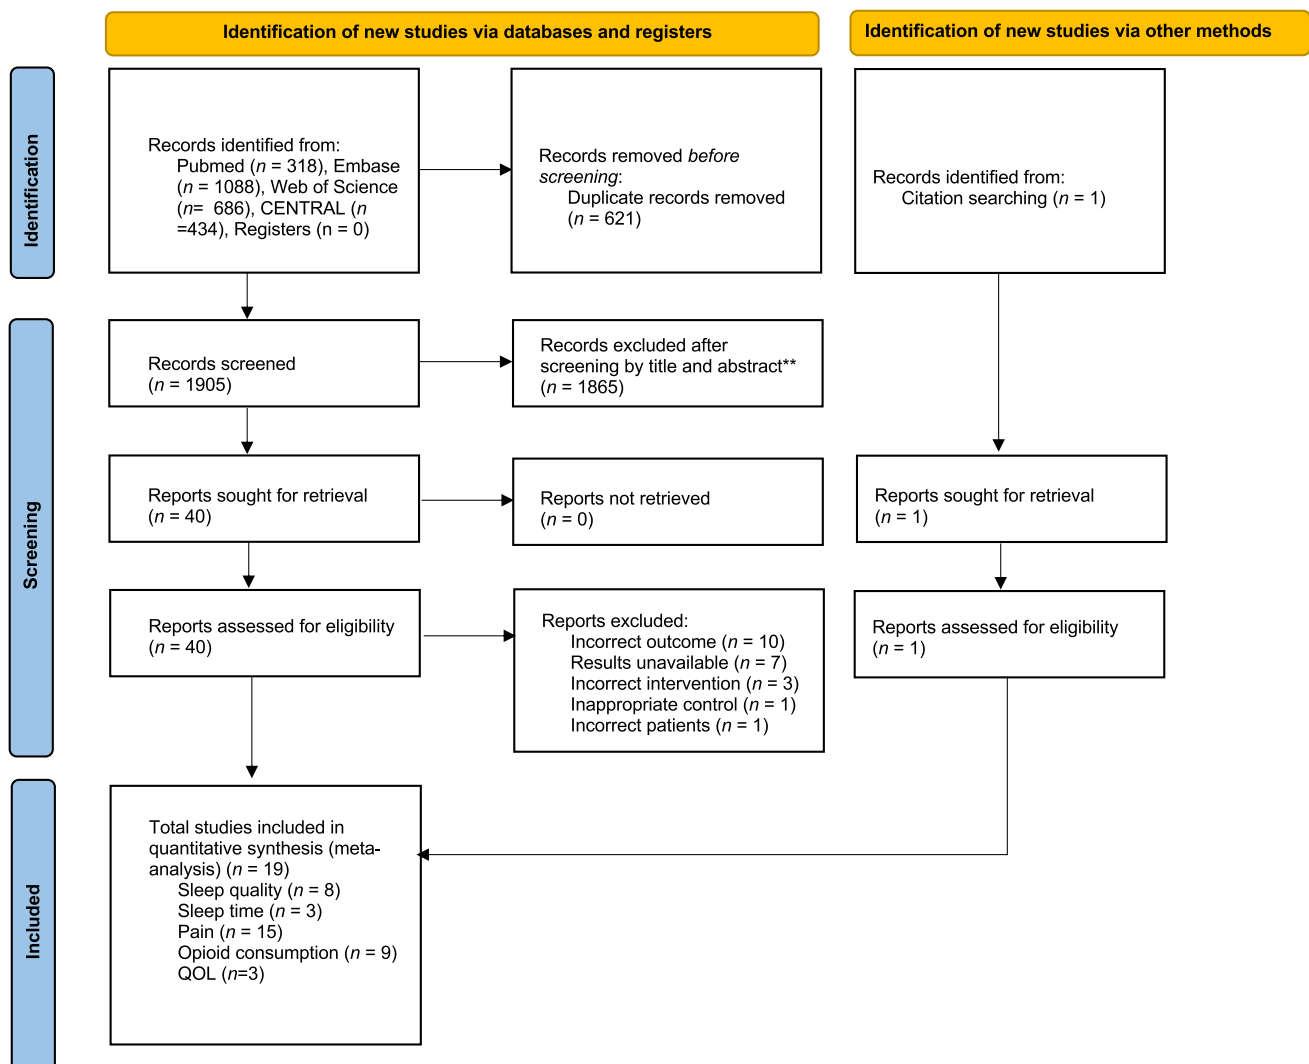 Identification of new studies via databases and registers
Identification of new studies via other methods
Identification
Records identified from:
Pubmed (n = 318), Embase
(n = 1088), Web of Science
(n=  686), CENTRAL (n
=434), Registers (n = 0)
Records removed before
screening:
Duplicate records removed
(n = 621)
Records identified from:
Citation searching (n = 1)
Screening
Records screened
(n = 1905)
Records excluded after
screening by title and abstract**
(n = 1865)
Reports sought for retrieval
(n = 40)
Reports not retrieved
(n = 0)
Reports sought for retrieval
(n = 1)
Reports assessed for eligibility
(n = 40)
Reports excluded:
Incorrect outcome (n = 10)
Results unavailable (n = 7)
Incorrect intervention (n = 3)
Inappropriate control (n = 1)
Incorrect patients (n = 1)
Reports assessed for eligibility
(n = 1)
Included
Total studies included in
quantitative synthesis (meta-
analysis) (n = 19)
Sleep quality (n = 8)
Sleep time (n = 3)
Pain (n = 15)
Opioid consumption (n = 9)
QOL (n=3)